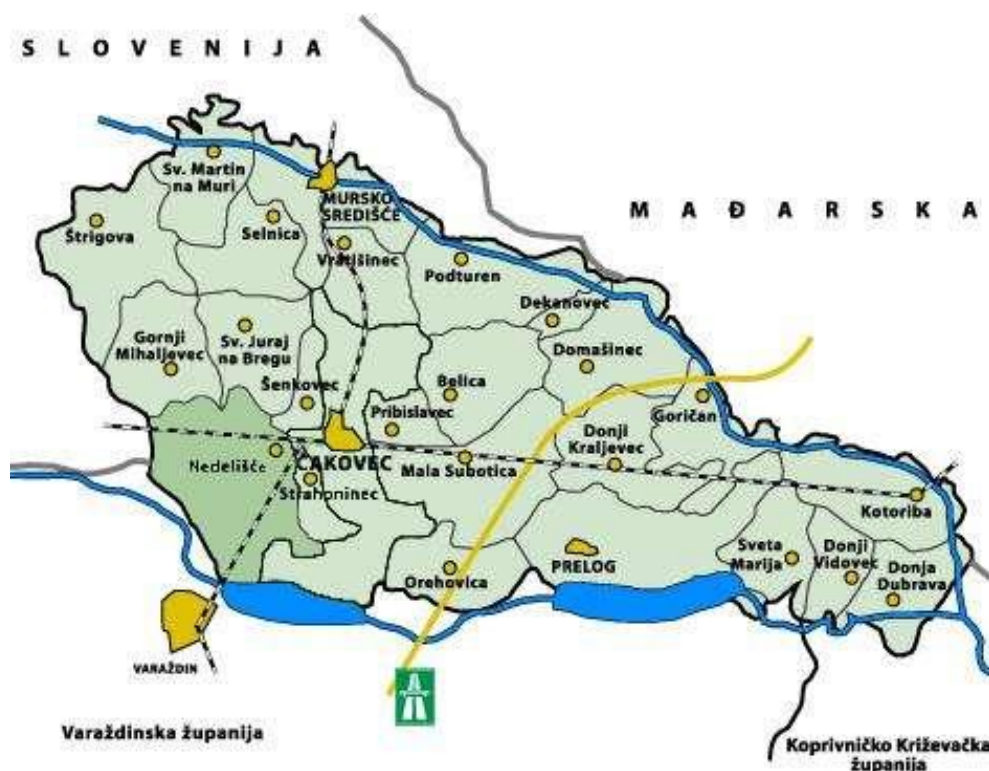 SLOVENIJA
MAĐARSKA
Sv. Martin
na Muri
MURSKO
SREDIŠĆE
Štrigova
Selnica
Vratišinec
Podturen
Dekanovec
Gornji
Mihaljevec
Sv. Juraj
na Bregu
Domašinec
Šenkovec
Belica
Pribislavec
Goričan
Donji
Kraljevec
Nedelišće
ČAKOVEC
Mala Subotica
Strahoninec
Kotoriba
Orehovica
PRELOG
Sveta
Marija
Donji
Vidovec
Donja
Dubrava
VARAŽDIN
Varaždinska županija
Koprivničko Križevačka
županija